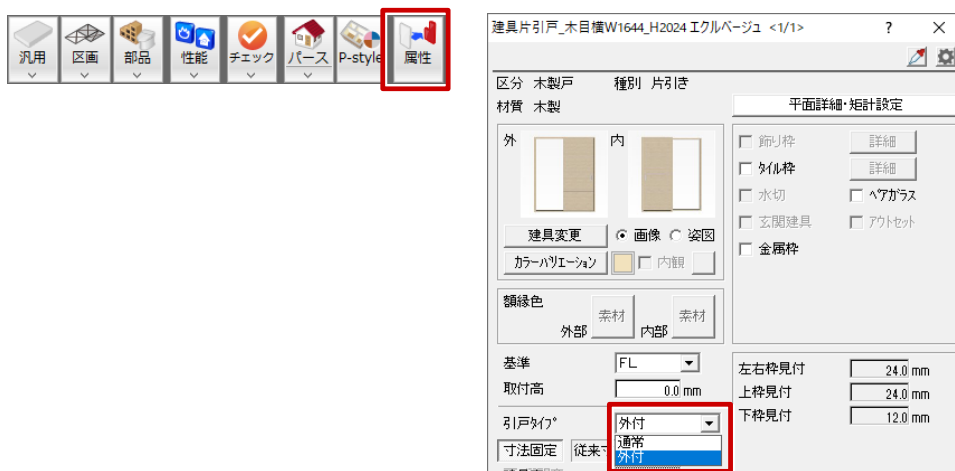 汎用 区画 部品 性能 チェック パース P-style 属性
建具片引戸_木目横W1644_H2024 エクルベージュ <1/1> ? ×
区分 木製戸 種別 片引き
材質 木製
平面詳細・矩計設定
外 内
建具変更 画像 姿図
カラーバリエーション 内観
飾り枠 詳細
タイル枠 詳細
水切 ペアガラス
玄関建具 アウトセット
金属枠
額縁色
外部 素材 内部 素材
基準 FL
取付高 0.0 mm
引戸タイプ 外付
通常
外付
寸法固定 従来
左右枠見付 24.0 mm
上枠見付 24.0 mm
下枠見付 12.0 mm